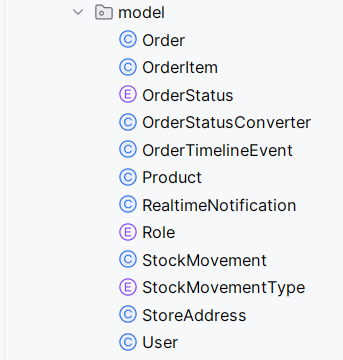 model
C Order
C OrderItem
E OrderStatus
C OrderStatusConverter
C OrderTimelineEvent
C Product
C RealtimeNotification
E Role
C StockMovement
E StockMovementType
C StoreAddress
C User